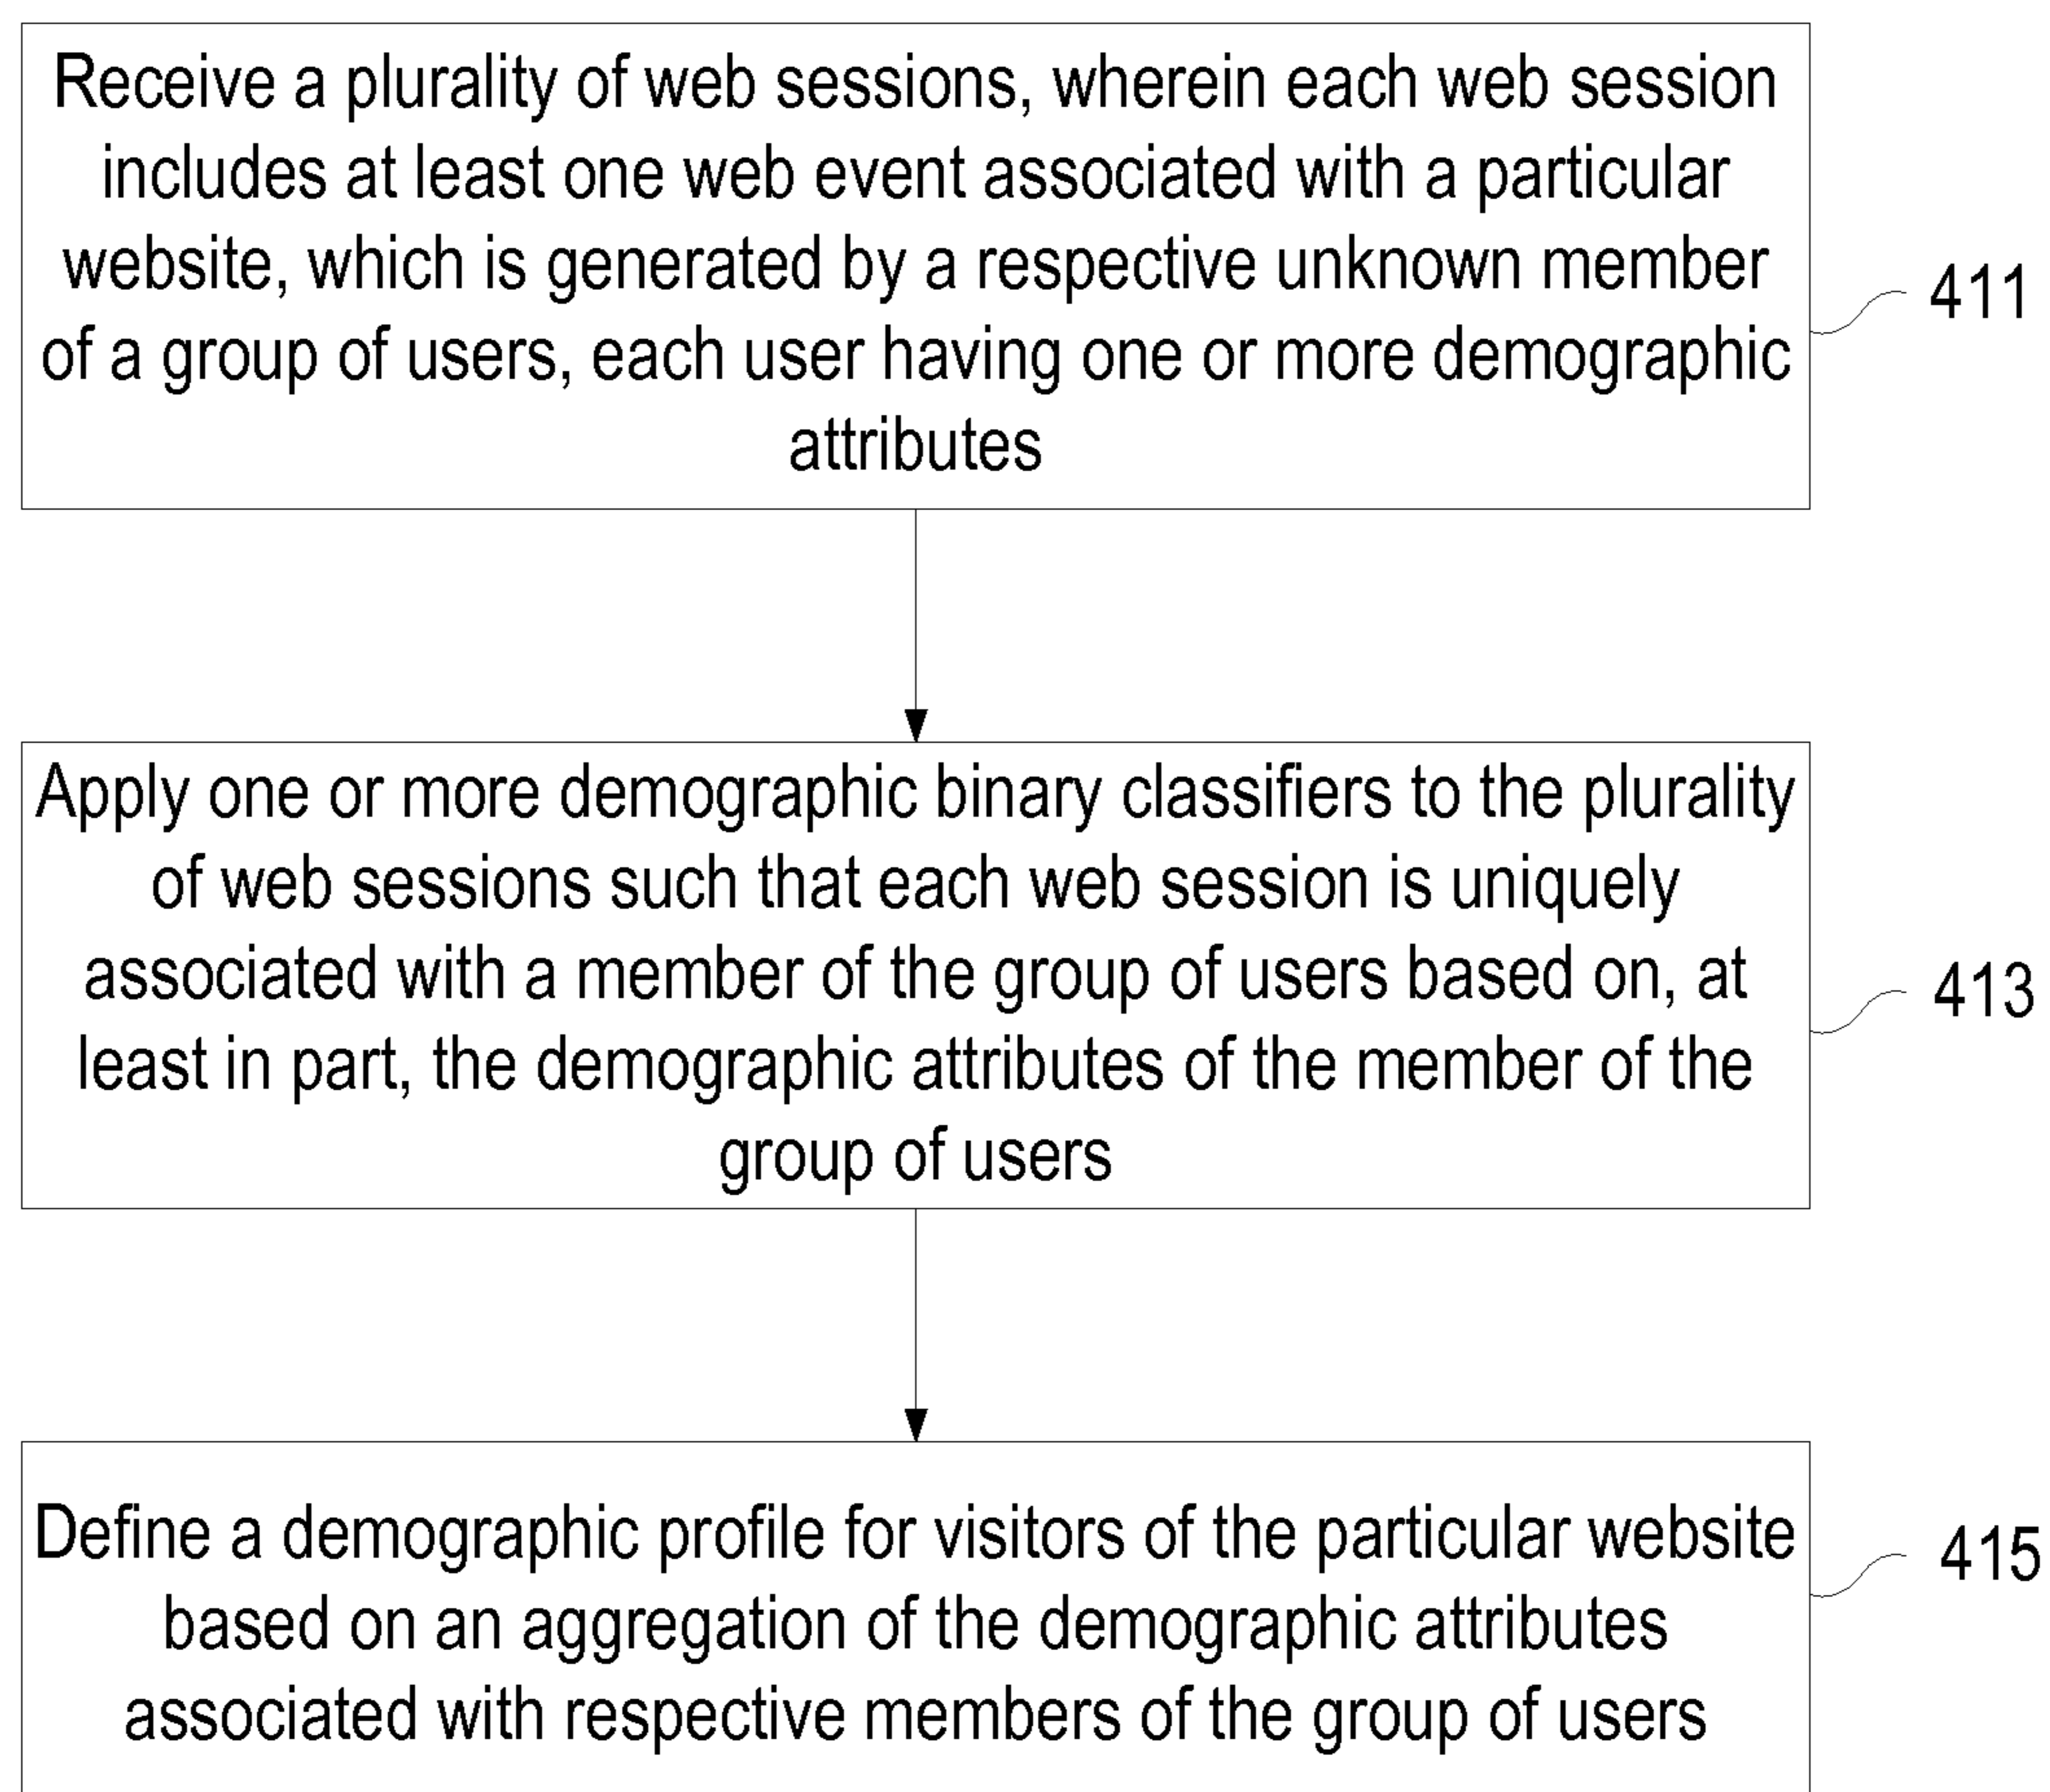 Receive a plurality of web sessions, wherein each web session
includes at least one web event associated with a particular
website, which is generated by a respective unknown member
of a group of users, each user having one or more demographic
attributes
411
Apply one or more demographic binary classifiers to the plurality
of web sessions such that each web session is uniquely
associated with a member of the group of users based on, at
least in part, the demographic attributes of the member of the
group of users
413
Define a demographic profile for visitors of the particular website
based on an aggregation of the demographic attributes
associated with respective members of the group of users
415